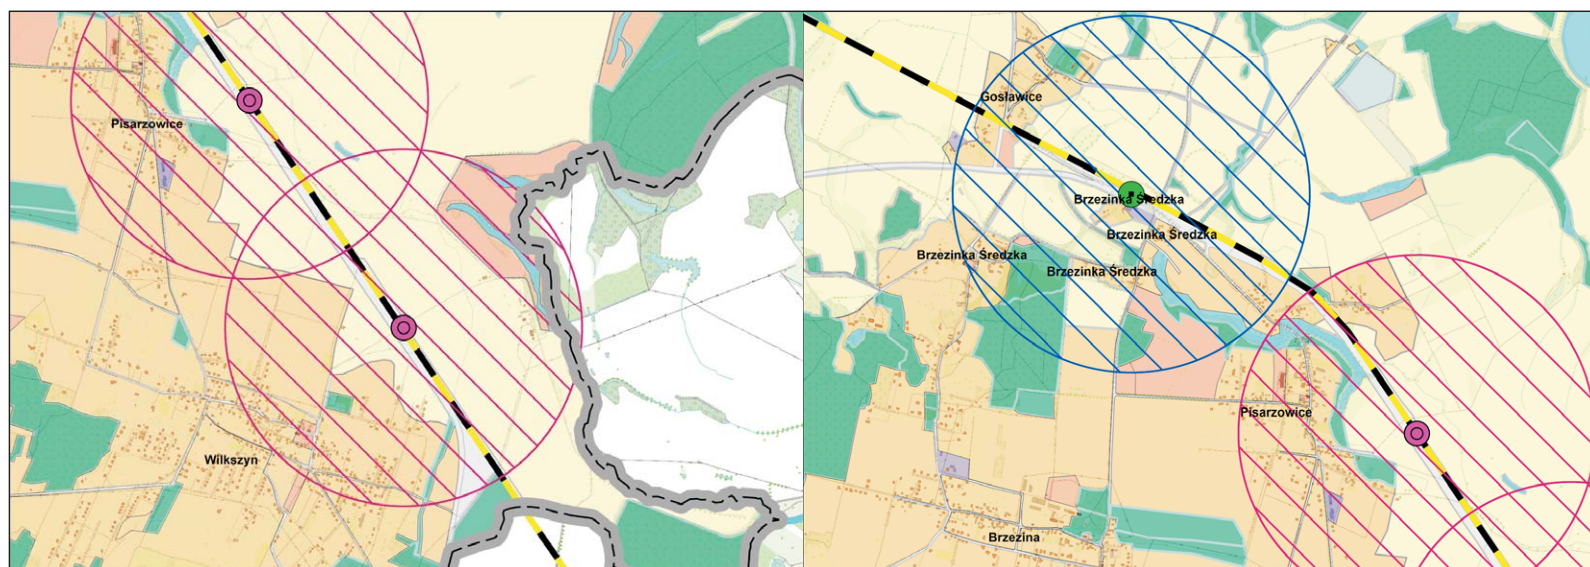 Pisarzowice
Wilkszyn
Gosławice
Brzezinka Średzka
Brzezinka Średzka
Brzezinka Średzka
Brzezinka Średzka
Pisarzowice
Brzezina